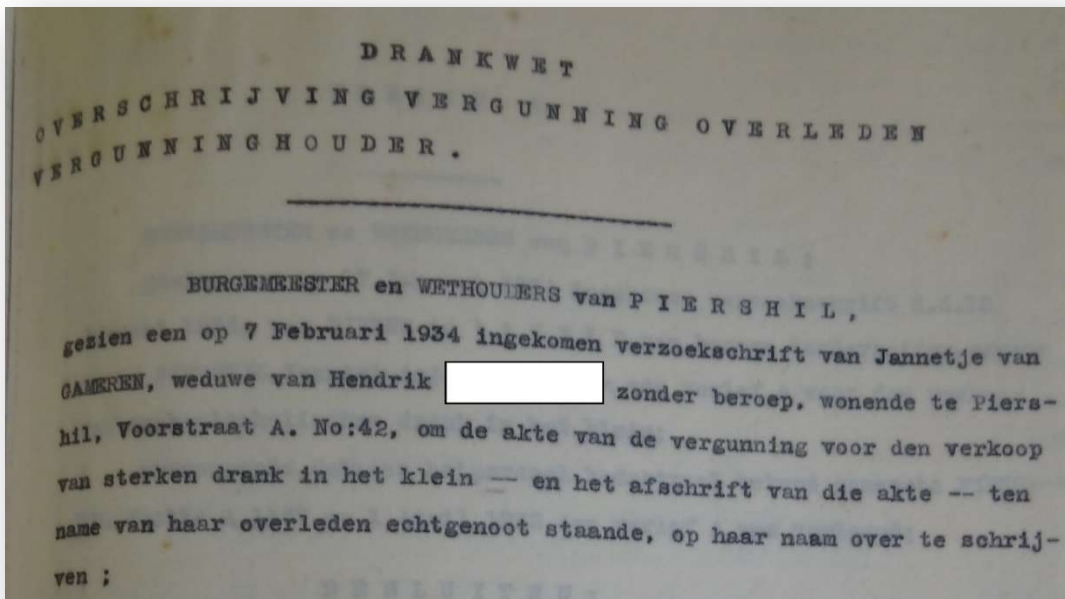 DRANKWET
OVERSCHRIJVING VERGUNNING OVERLEDEN
VERGUNNINGHOUDER.
BURGEMEESTER en WETHOUDERS van PIERSHIL,
gezien een op 7 Februari 1934 ingekomen verzoekschrift van Jannetje van
GAMEREN, weduwe van Hendrik zonder beroep, wonende te Piers-
hil, Voorstraat A. No:42, om de akte van de vergunning voor den verkoop
van sterken drank in het klein -- en het afschrift van die akte -- ten
name van haar overleden echtgenoot staande, op haar naam over te schrij-
ven ;